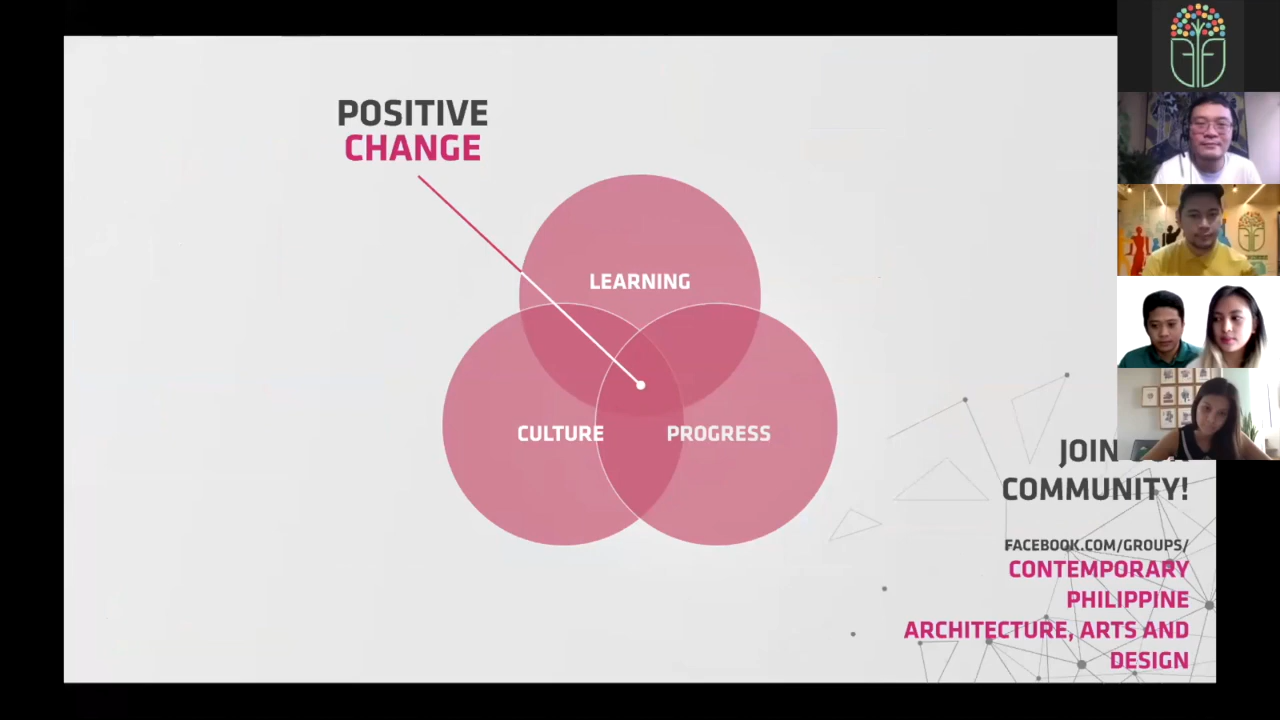 POSITIVE
CHANGE
LEARNING
CULTURE
PROGRESS
JOIN
COMMUNITY!
FACEBOOK.COM/GROUPS/
CONTEMPORARY
PHILIPPINE
ARCHITECTURE, ARTS AND
DESIGN